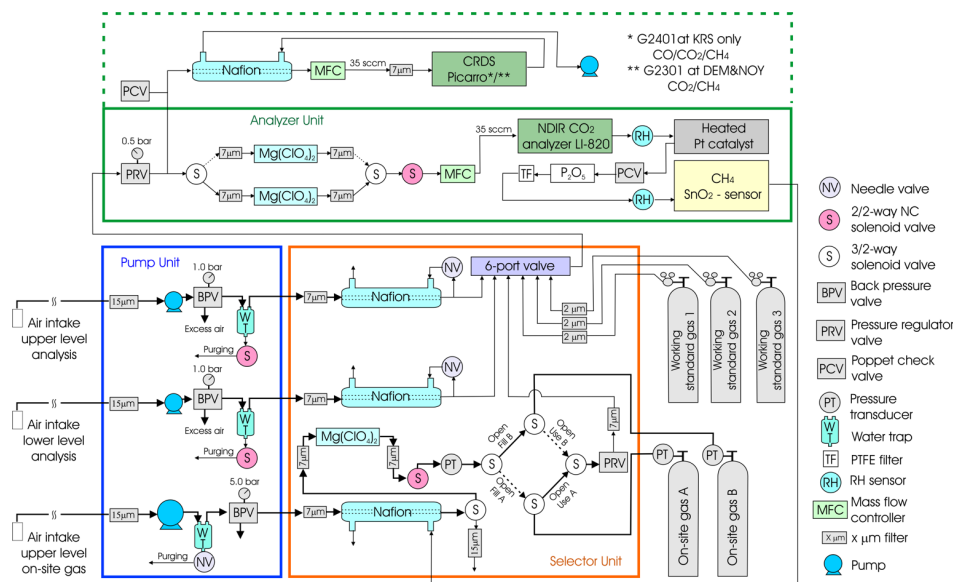 * G2401at KRS only
CO/CO₂/CH₄
** G2301 at DEM&NOY
CO₂/CH₄
Nafion
MFC
35 sccm
7μm
CRDS
Picarro*/**
Pump
PCV
Analyzer Unit
0.5 bar
PRV
S
7μm
Mg(ClO₄)₂
7μm
7μm
Mg(ClO₄)₂
7μm
S
S
MFC
35 sccm
NDIR CO₂
analyzer LI-820
RH
Heated
Pt catalyst
TF
P₂O₅
PCV
RH
CH₄
SnO₂ - sensor
NV
Needle valve
S
2/2-way NC
solenoid valve
S
3/2-way
solenoid valve
BPV
Back pressure
valve
PRV
Pressure regulator
valve
PCV
Poppet check
valve
PT
Pressure
transducer
WT
Water trap
TF
PTFE filter
RH
RH sensor
MFC
Mass flow
controller
X μm
x μm filter
Pump
Pump Unit
1.0 bar
Air intake
upper level
analysis
15μm
Pump
BPV
Excess air
WT
Purging
S
1.0 bar
Air intake
lower level
analysis
15μm
Pump
BPV
Excess air
WT
Purging
S
5.0 bar
Air intake
upper level
on-site gas
15μm
Pump
WT
BPV
Purging
NV
7μm
Nafion
NV
6-port valve
2 μm
2 μm
2 μm
7μm
Nafion
NV
7μm
Mg(ClO₄)₂
7μm
S
PT
S
Open
Fill B
Open
Fill A
S
S
Open
Use B
Open
Use A
S
PRV
7μm
7μm
Nafion
S
15μm
Selector Unit
Working
standard gas 1
Working
standard gas 2
Working
standard gas 3
PT
PT
On-site gas A
On-site gas B